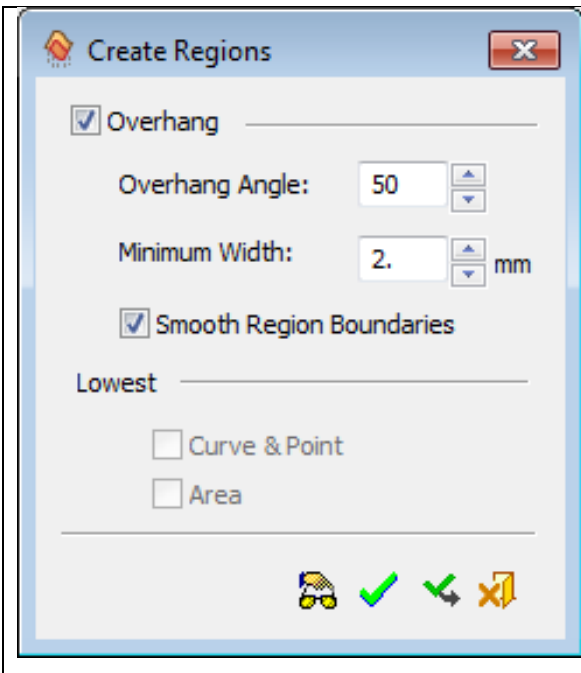 Create Regions
Overhang
Overhang Angle: 50
Minimum Width: 2. mm
Smooth Region Boundaries
Lowest
Curve & Point
Area